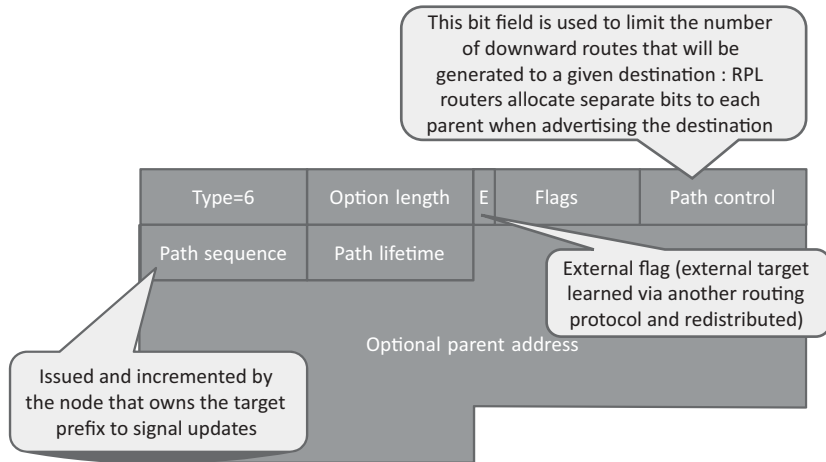 This bit field is used to limit the number
of downward routes that will be
generated to a given destination : RPL
routers allocate separate bits to each
parent when advertising the destination
Type=6
Option length
E
Flags
Path control
Path sequence
Path lifetime
External flag (external target
learned via another routing
protocol and redistributed)
Optional parent address
Issued and incremented by
the node that owns the target
prefix to signal updates